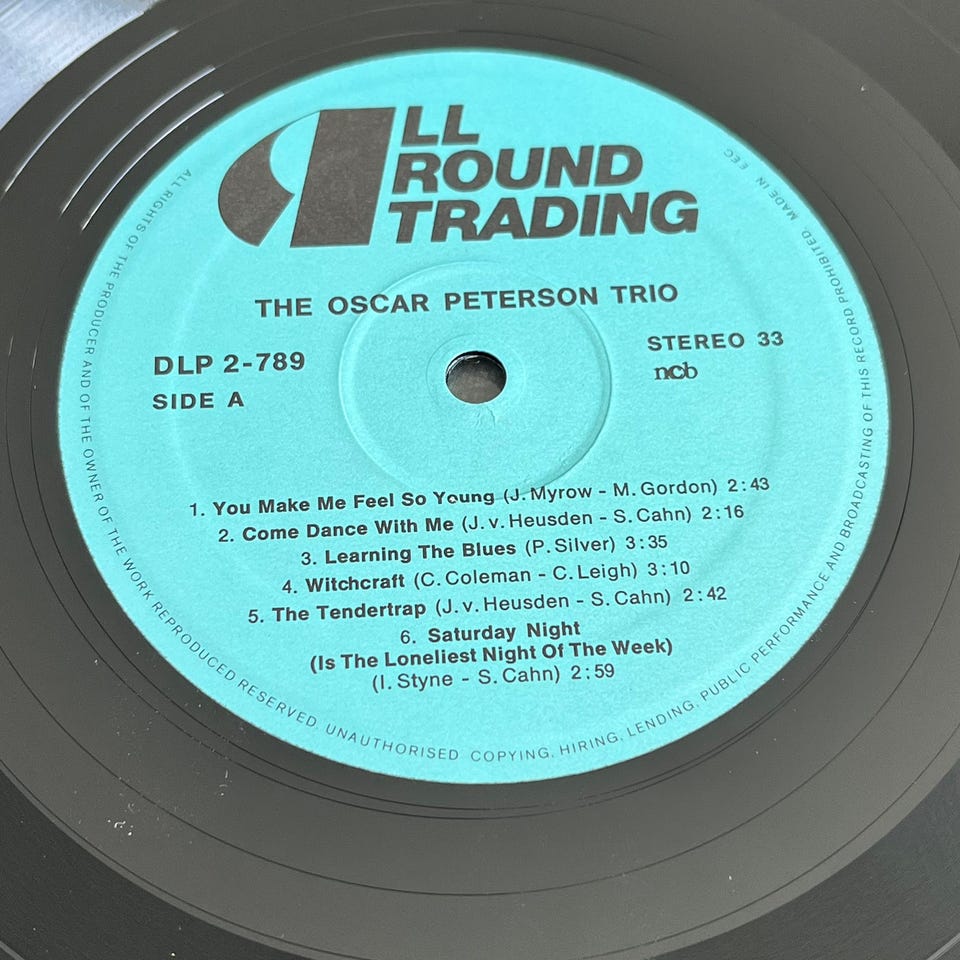 ALL
ROUND
TRADING
THE OSCAR PETERSON TRIO
DLP 2-789
SIDE A
STEREO 33
ncb
1. You Make Me Feel So Young (J. Myrow - M. Gordon) 2:43
2. Come Dance With Me (J. v. Heusden - S. Cahn) 2:16
3. Learning The Blues (P. Silver) 3:35
4. Witchcraft (C. Coleman - C. Leigh) 3:10
5. The Tendertrap (J. v. Heusden - S. Cahn) 2:42
6. Saturday Night
(Is The Loneliest Night Of The Week)
(I. Styne - S. Cahn) 2:59
ALL RIGHTS OF THE PRODUCER AND OF THE OWNER OF THE WORK REPRODUCED RESERVED. UNAUTHORISED COPYING, HIRING, LENDING, PUBLIC PERFORMANCE AND BROADCASTING OF THIS RECORD PROHIBITED. MADE IN EEC